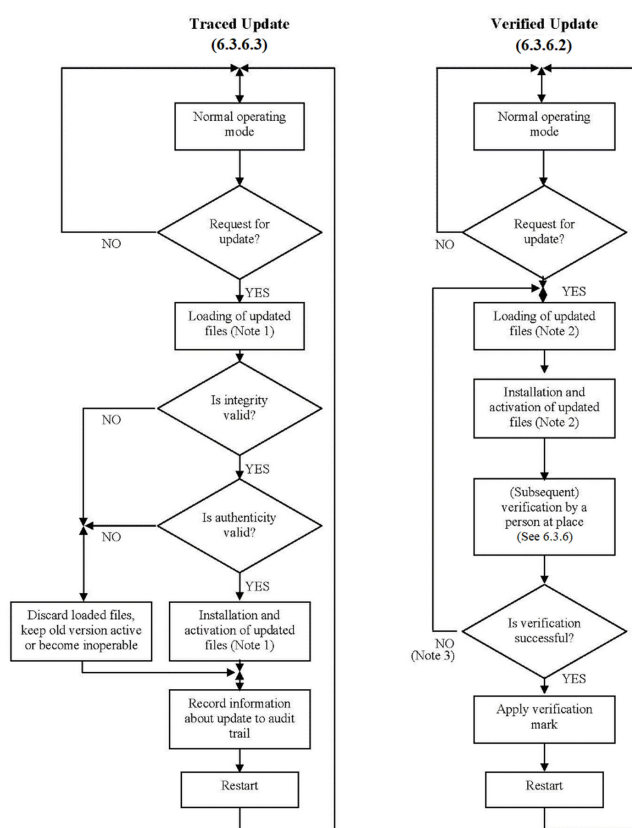 Traced Update
(6.3.6.3)
Normal operating
mode
Request for
update?
NO
YES
Loading of updated
files (Note 1)
Is integrity
valid?
NO
YES
Is authenticity
valid?
NO
YES
Discard loaded files,
keep old version active
or become inoperable
Installation and
activation of updated
files (Note 1)
Record information
about update to audit
trail
Restart
Verified Update
(6.3.6.2)
Normal operating
mode
Request for
update?
NO
YES
Loading of updated
files (Note 2)
Installation and
activation of updated
files (Note 2)
(Subsequent)
verification by a
person at place
(See 6.3.6)
Is verification
successful?
NO
(Note 3)
YES
Apply verification
mark
Restart